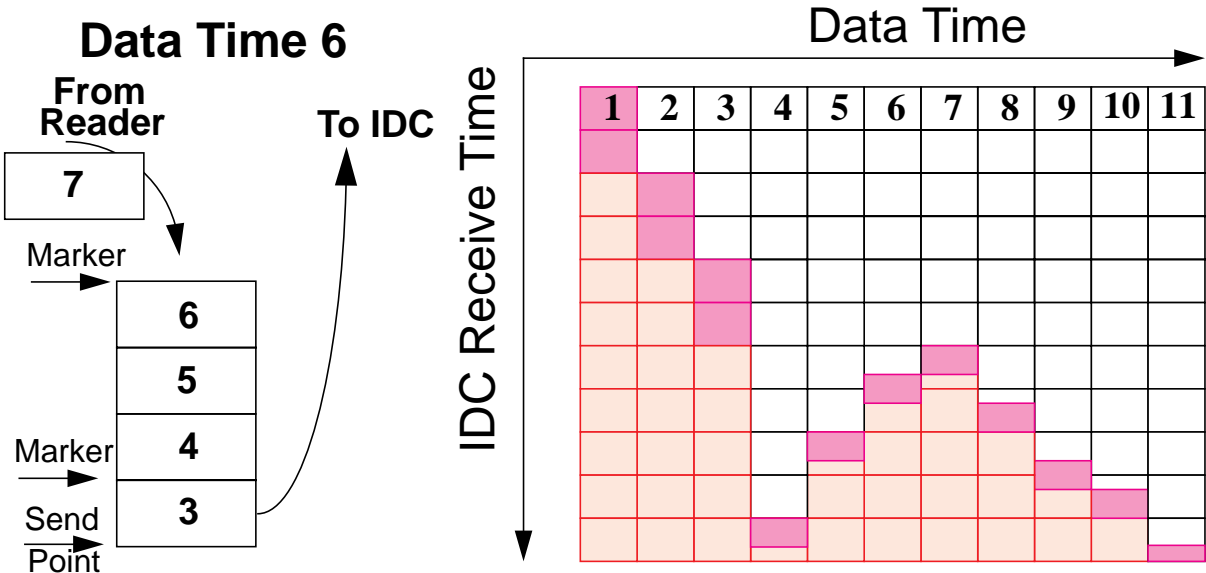 Data Time 6
From
Reader
To IDC
7
Marker
6
5
4
Marker
3
Send
Point
Data Time
IDC Receive Time
1 2 3 4 5 6 7 8 9 10 11